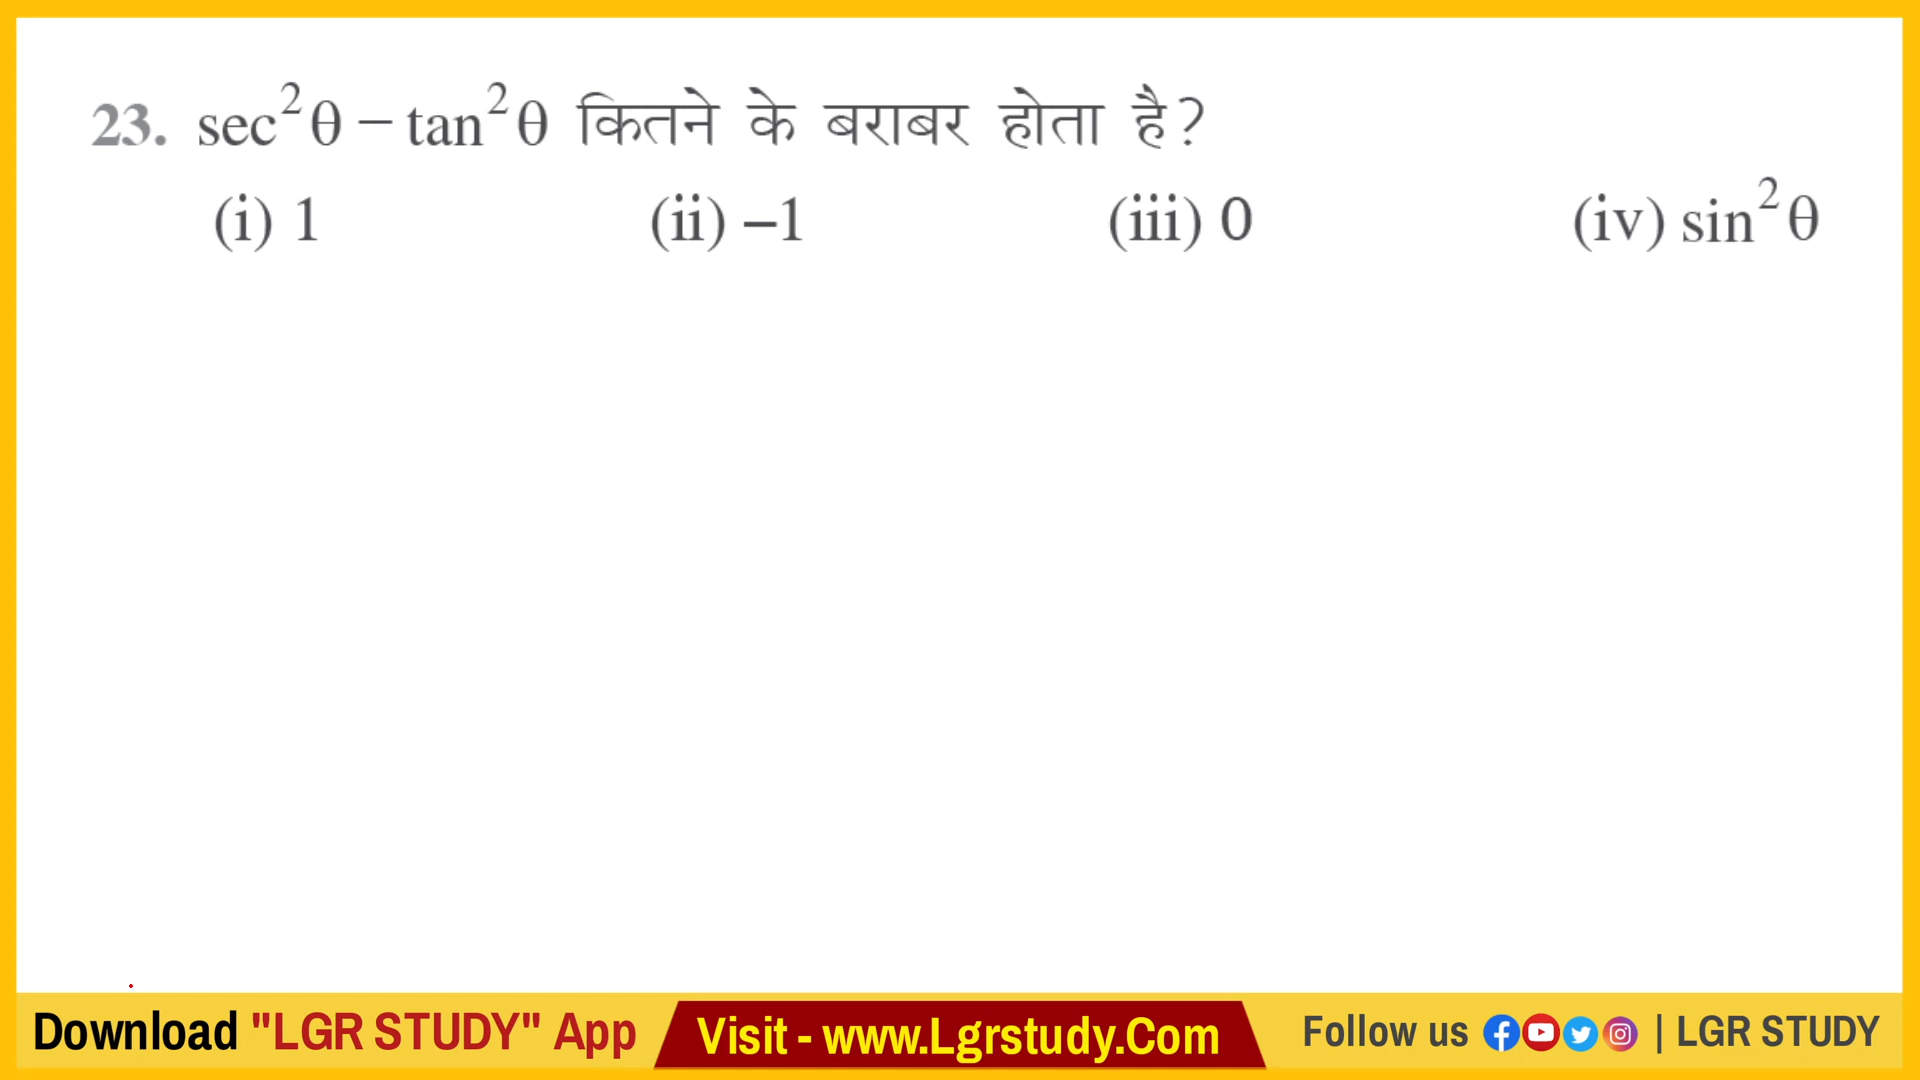 23. sec²θ – tan²θ कितने के बराबर होता है?
(i) 1 (ii) –1 (iii) 0 (iv) sin²θ
Download "LGR STUDY" App Visit - www.Lgrstudy.Com Follow us | LGR STUDY